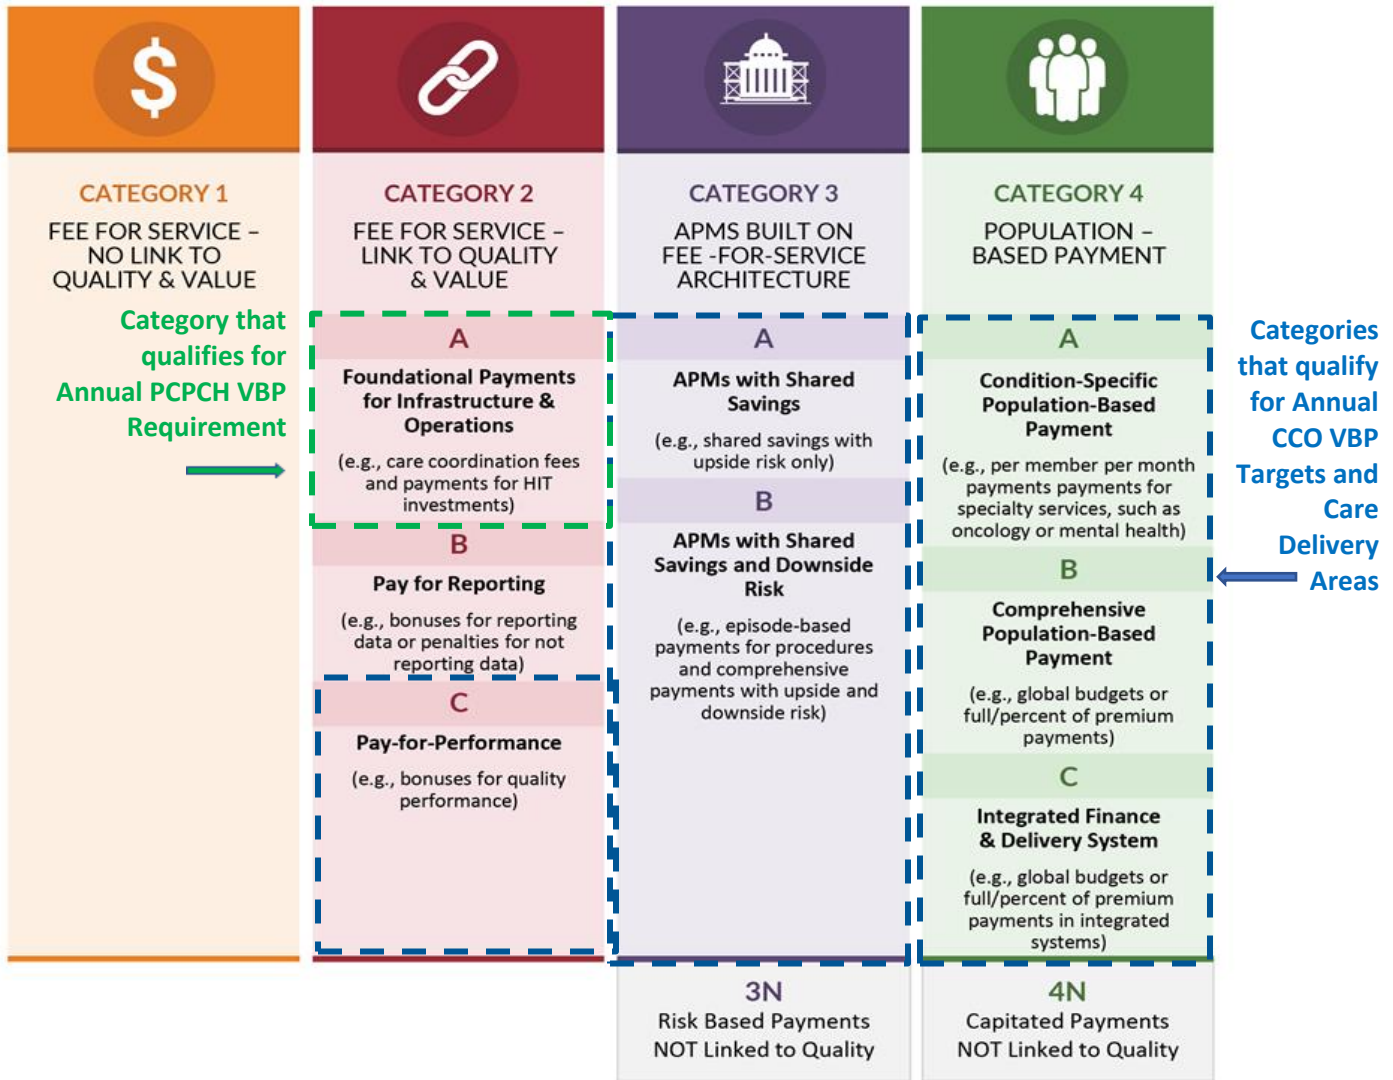 $
CATEGORY 1
FEE FOR SERVICE –
NO LINK TO
QUALITY & VALUE
Category that
qualifies for
Annual PCPCH VBP
Requirement
CATEGORY 2
FEE FOR SERVICE –
LINK TO QUALITY
& VALUE
A
Foundational Payments
for Infrastructure &
Operations
(e.g., care coordination fees
and payments for HIT
investments)
B
Pay for Reporting
(e.g., bonuses for reporting
data or penalties for not
reporting data)
C
Pay-for-Performance
(e.g., bonuses for quality
performance)
CATEGORY 3
APMS BUILT ON
FEE -FOR-SERVICE
ARCHITECTURE
A
APMs with Shared
Savings
(e.g., shared savings with
upside risk only)
B
APMs with Shared
Savings and Downside
Risk
(e.g., episode-based
payments for procedures
and comprehensive
payments with upside and
downside risk)
3N
Risk Based Payments
NOT Linked to Quality
CATEGORY 4
POPULATION –
BASED PAYMENT
A
Condition-Specific
Population-Based
Payment
(e.g., per member per month
payments payments for
specialty services, such as
oncology or mental health)
B
Comprehensive
Population-Based
Payment
(e.g., global budgets or
full/percent of premium
payments)
C
Integrated Finance
& Delivery System
(e.g., global budgets or
full/percent of premium
payments in integrated
systems)
4N
Capitated Payments
NOT Linked to Quality
Categories
that qualify
for Annual
CCO VBP
Targets and
Care
Delivery
Areas